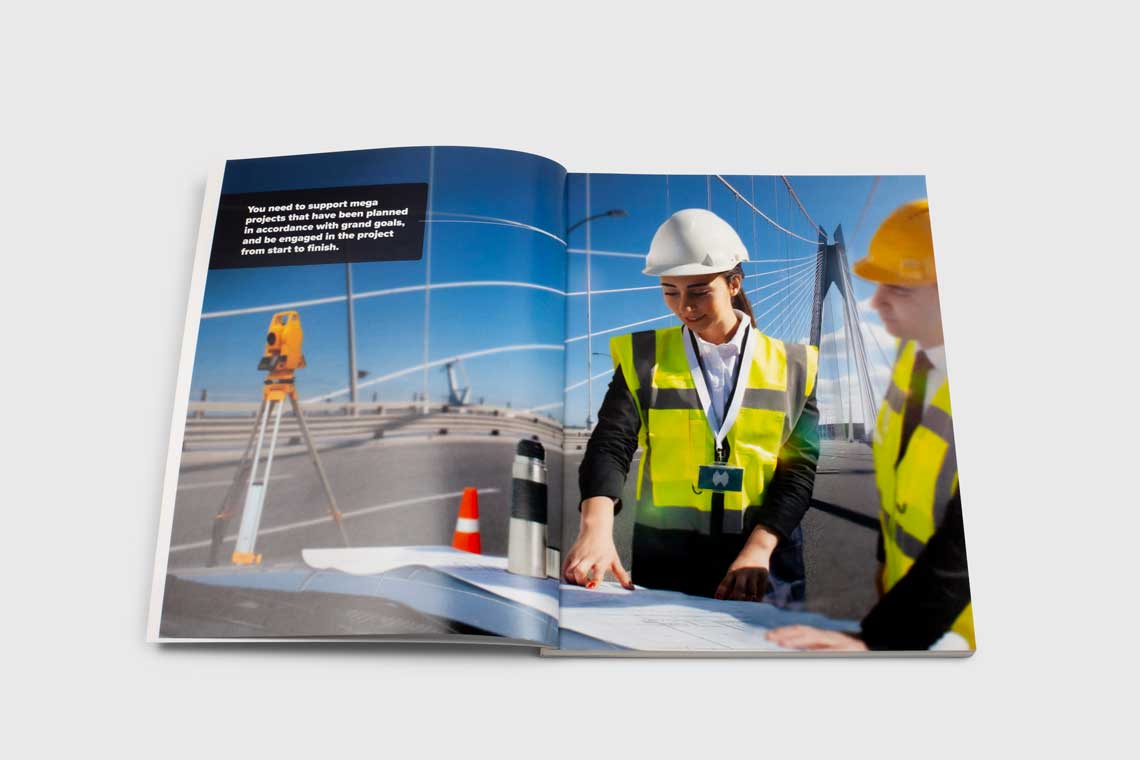 You need to support mega
projects that have been planned
in accordance with grand goals,
and be engaged in the project
from start to finish.